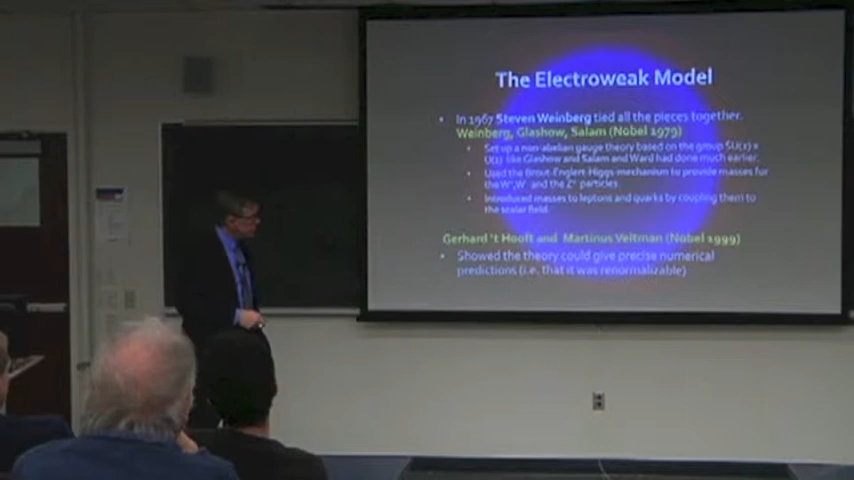 The Electroweak Model
• In 1967 Steven Weinberg tied all the pieces together.
Weinberg, Glashow, Salam (Nobel 1979)
• Set up a non-abelian gauge theory based on the group SU(2) x
U(1) like Glashow and Salam and Ward had done much earlier.
• Used the Brout-Englert-Higgs mechanism to provide masses for
the W⁺,W⁻ and the Z⁰ particles.
• Introduced masses to leptons and quarks by coupling them to
the scalar field.
Gerhard 't Hooft and Martinus Veltman (Nobel 1999)
• Showed the theory could give precise numerical
predictions (i.e. that it was renormalizable)